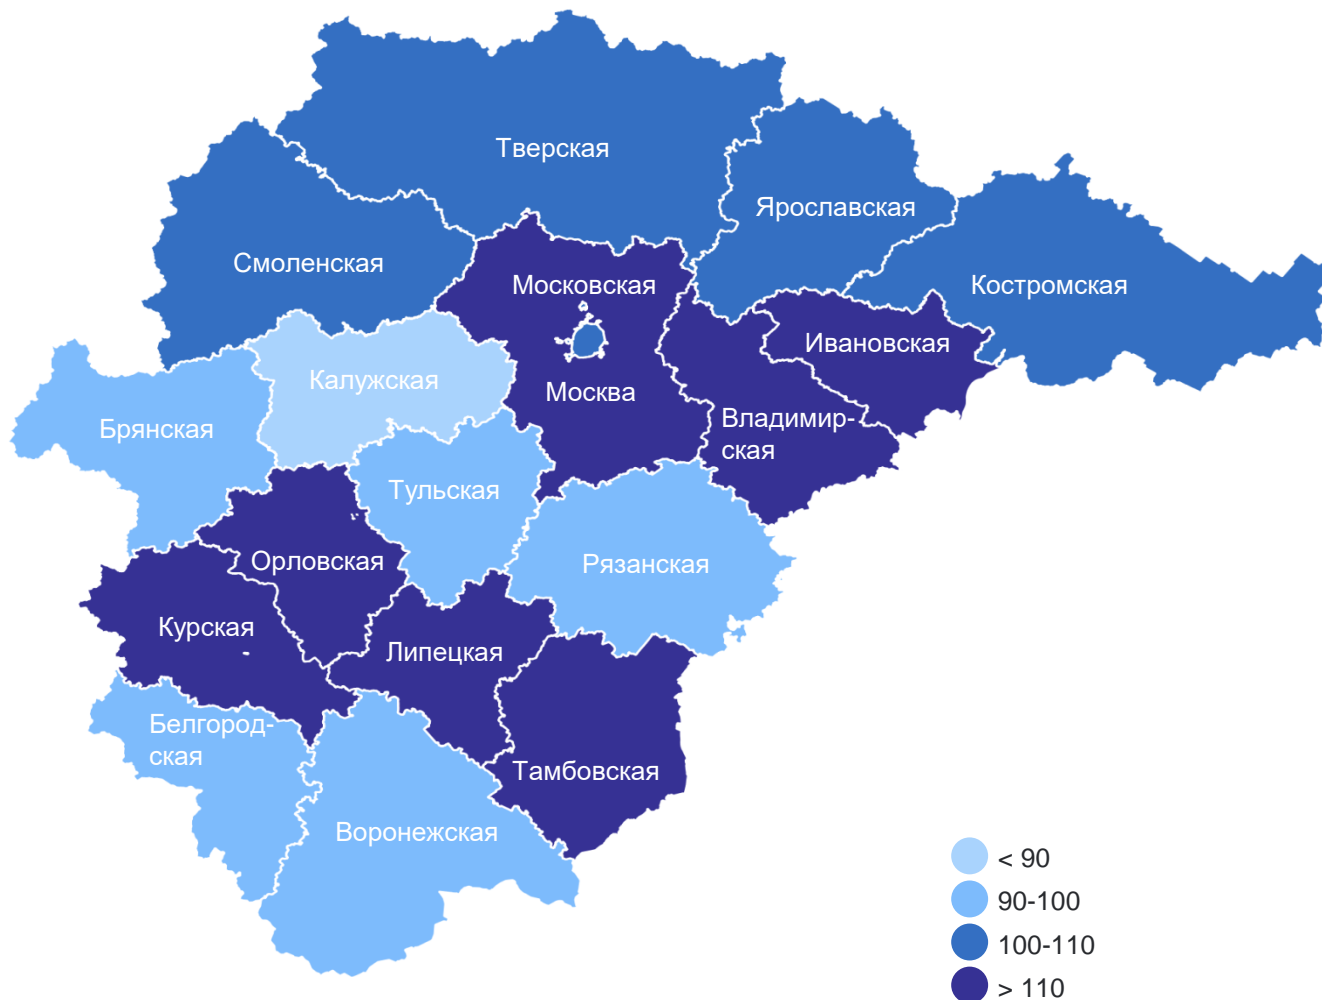 Тверская
Ярославская
Смоленская
Московская
Костромская
Ивановская
Калужская
Москва
Владимир-
ская
Брянская
Тульская
Орловская
Рязанская
Курская
Липецкая
Белгород-
ская
Тамбовская
Воронежская
< 90
90-100
100-110
> 110